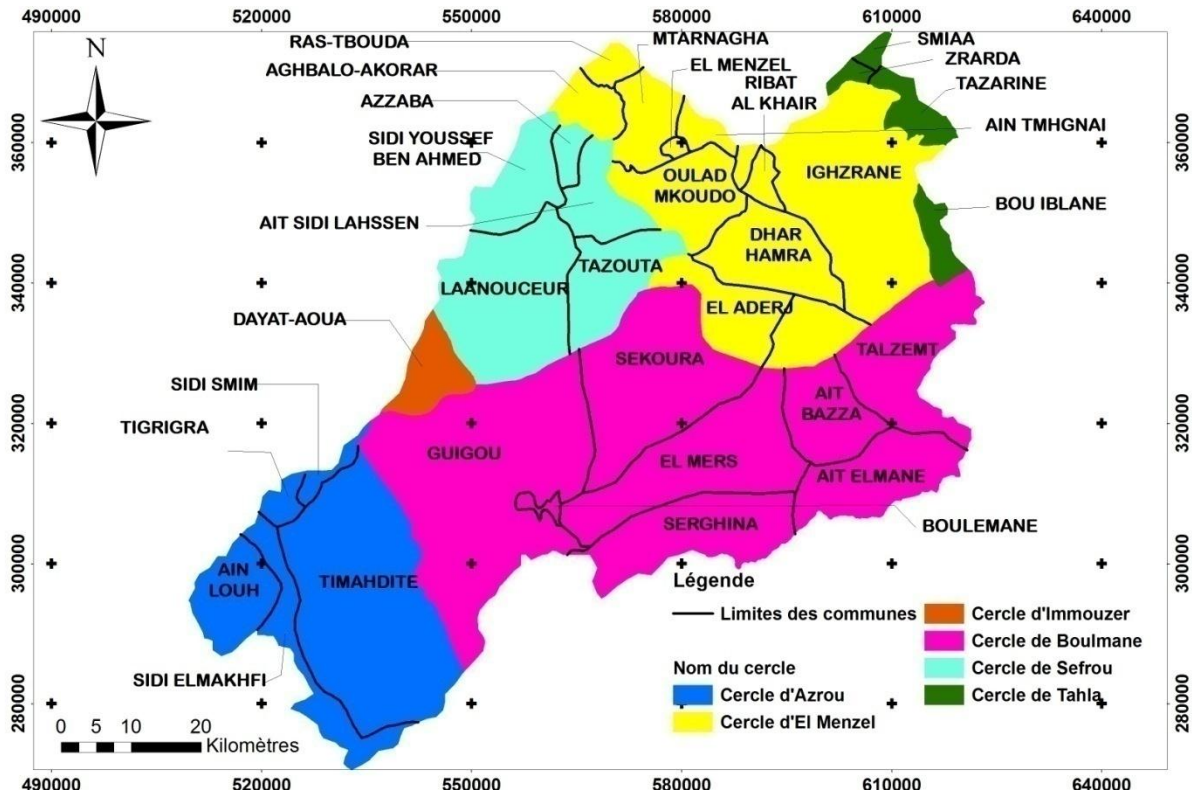 490000 520000 550000 580000 610000 640000
N
RAS-TBOUDA
MTARNAGHA
SMIAA
AGHBALO-AKORAR
EL MENZEL
ZRARDA
RIBAT
AL KHAIR
TAZARINE
AZZABA
AIN TMHGNAI
360000
360000
SIDI YOUSSEF
BEN AHMED
OULAD
MKOUDO
IGHZRANE
BOU IBLANE
AIT SIDI LAHSSEN
DHAR
HAMRA
TAZOUTA
LAANOUCEUR
340000
340000
DAYAT-AOUA
EL ADERJ
SEKOURA
TALZEMT
SIDI SMIM
AIT
BAZZA
TIGRIGRA
320000
320000
GUIGOU
EL MERS
AIT ELMANE
SERGHINA
BOULEMANE
300000
300000
AIN
LOUH
TIMAHDITE
SIDI ELMAKHFI
280000
280000
Légende
Limites des communes
Nom du cercle
Cercle d'Azrou
Cercle d'El Menzel
Cercle d'Immouzer
Cercle de Boulmane
Cercle de Sefrou
Cercle de Tahla
0 5 10 20
Kilomètres
490000 520000 550000 580000 610000 640000